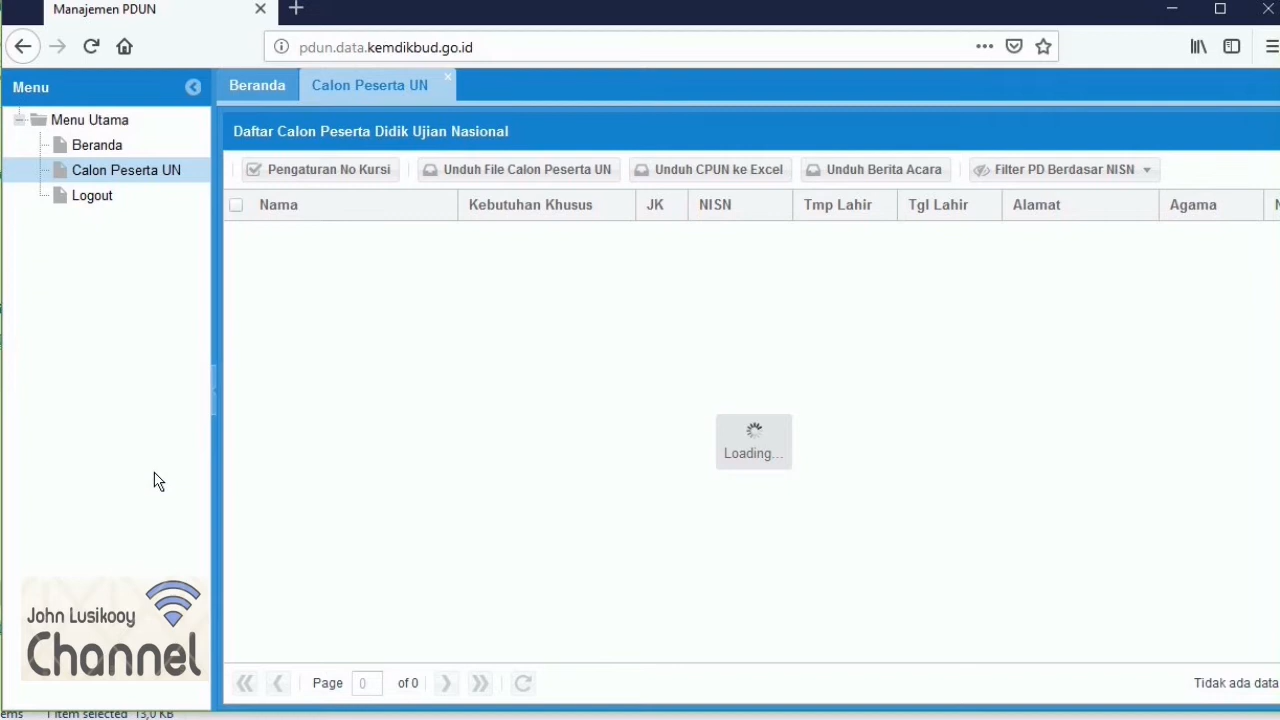 Manajemen PDUN
pdun.data.kemdikbud.go.id
Menu
Menu Utama
Beranda
Calon Peserta UN
Logout
Beranda
Calon Peserta UN
Daftar Calon Peserta Didik Ujian Nasional
Pengaturan No Kursi
Unduh File Calon Peserta UN
Unduh CPUN ke Excel
Unduh Berita Acara
Filter PD Berdasar NISN
Nama
Kebutuhan Khusus
JK
NISN
Tmp Lahir
Tgl Lahir
Alamat
Agama
Loading...
John Lusikooy
Channel
Page 0 of 0
Tidak ada data
1 item selected 13,0 KB